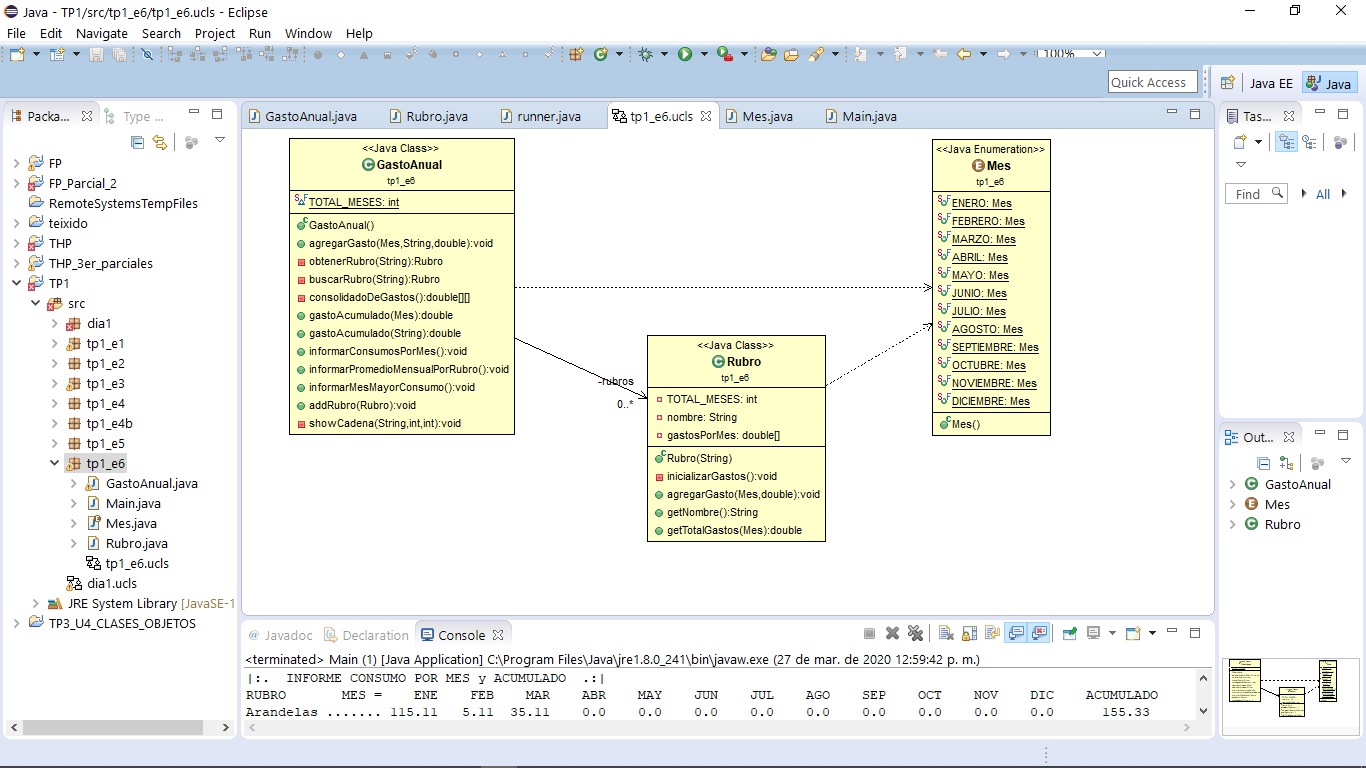 Java - TP1/src/tp1_e6/tp1_e6.ucls - Eclipse
File Edit Navigate Search Project Run Window Help
100%
Quick Access
Java EE
Java
Packa...
Type ...
FP
FP_Parcial_2
RemoteSystemsTempFiles
teixido
THP
THP_3er_parciales
TP1
src
dia1
tp1_e1
tp1_e2
tp1_e3
tp1_e4
tp1_e4b
tp1_e5
tp1_e6
GastoAnual.java
Main.java
Mes.java
Rubro.java
tp1_e6.ucls
dia1.ucls
JRE System Library [JavaSE-1
TP3_U4_CLASES_OBJETOS
GastoAnual.java Rubro.java runner.java tp1_e6.ucls Mes.java Main.java
<<Java Class>>
GastoAnual
tp1_e6
TOTAL_MESES: int
GastoAnual()
agregarGasto(Mes,String,double):void
obtenerRubro(String):Rubro
buscarRubro(String):Rubro
consolidadoDeGastos():double[][]
gastoAcumulado(Mes):double
gastoAcumulado(String):double
informarConsumosPorMes():void
informarPromedioMensualPorRubro():void
informarMesMayorConsumo():void
addRubro(Rubro):void
showCadena(String,int,int):void
-rubros
0..*
<<Java Class>>
Rubro
tp1_e6
TOTAL_MESES: int
nombre: String
gastosPorMes: double[]
Rubro(String)
inicializarGastos():void
agregarGasto(Mes,double):void
getNombre():String
getTotalGastos(Mes):double
<<Java Enumeration>>
Mes
tp1_e6
ENERO: Mes
FEBRERO: Mes
MARZO: Mes
ABRIL: Mes
MAYO: Mes
JUNIO: Mes
JULIO: Mes
AGOSTO: Mes
SEPTIEMBRE: Mes
OCTUBRE: Mes
NOVIEMBRE: Mes
DICIEMBRE: Mes
Mes()
Tas...
Find
All
Out...
GastoAnual
Mes
Rubro
@ Javadoc Declaration Console
<terminated> Main (1) [Java Application] C:\Program Files\Java\jre1.8.0_241\bin\javaw.exe (27 de mar. de 2020 12:59:42 p. m.)
|:. INFORME CONSUMO POR MES y ACUMULADO .:|
RUBRO MES = ENE FEB MAR ABR MAY JUN JUL AGO SEP OCT NOV DIC ACUMULADO
Arandelas ....... 115.11 5.11 35.11 0.0 0.0 0.0 0.0 0.0 0.0 0.0 0.0 0.0 155.33